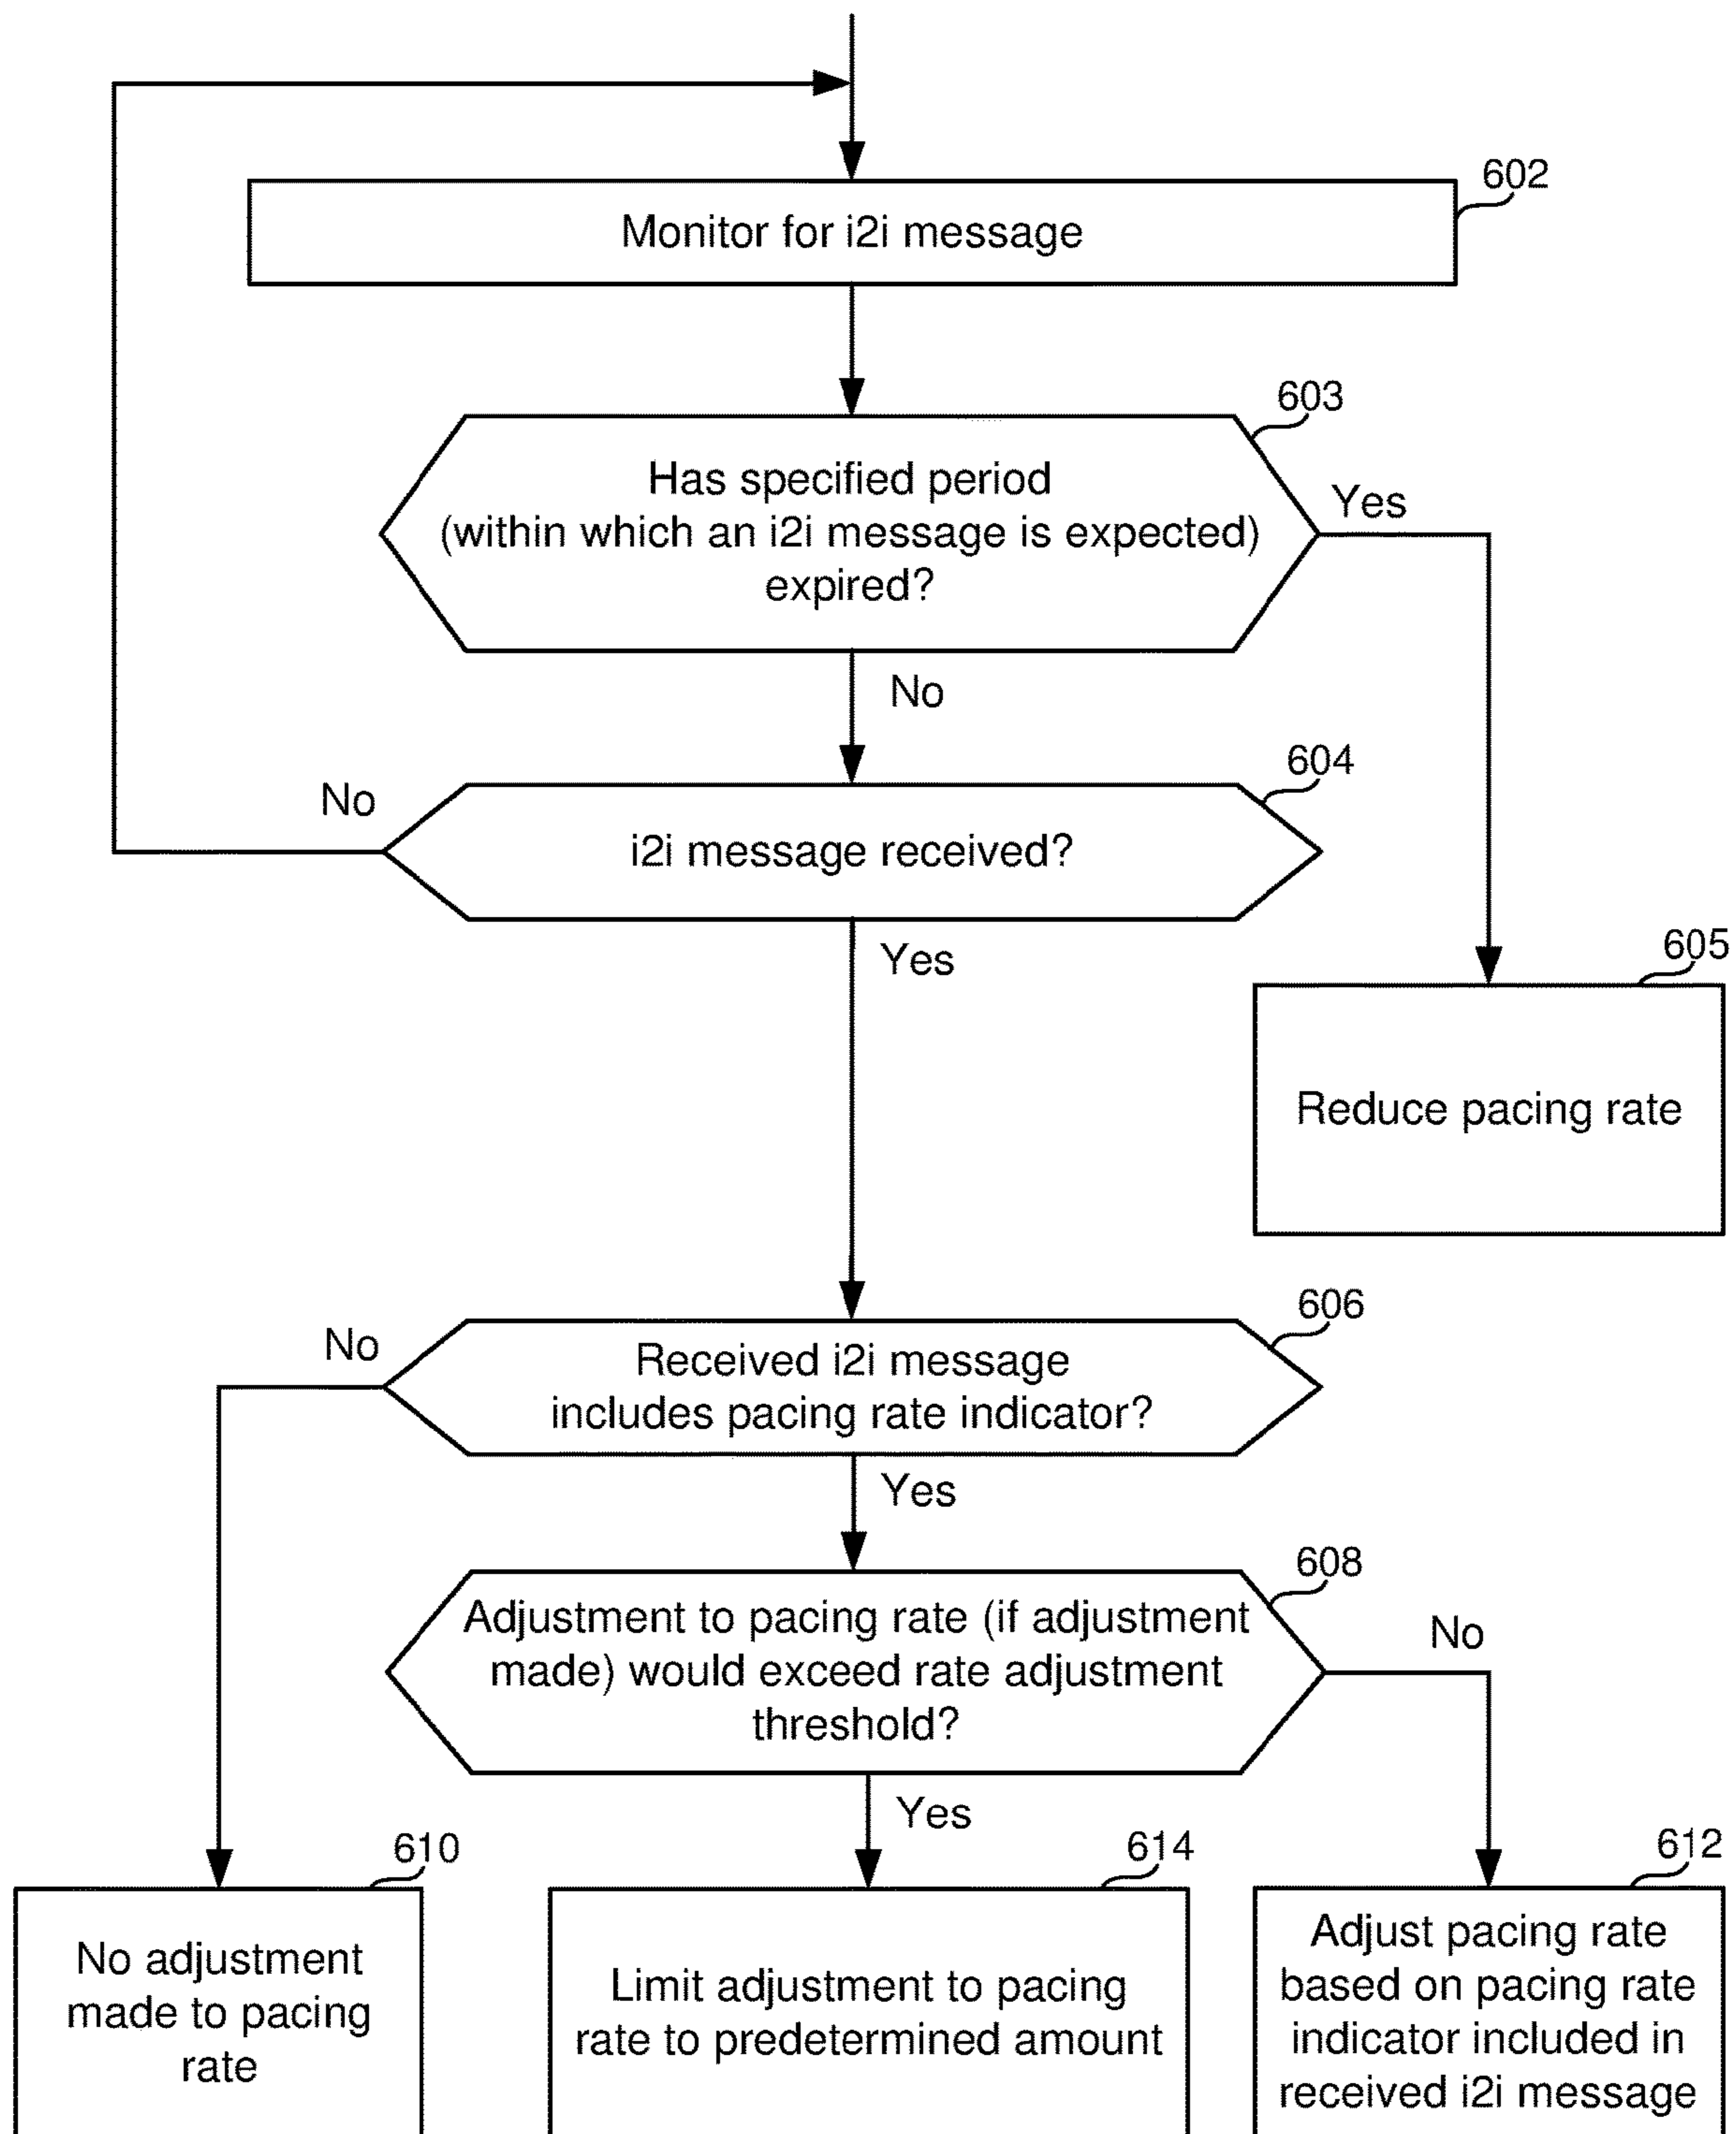 602
Monitor for i2i message
603
Has specified period
(within which an i2i message is expected)
expired?
Yes
No
604
No
i2i message received?
Yes
605
Reduce pacing rate
606
No
Received i2i message
includes pacing rate indicator?
Yes
608
Adjustment to pacing rate (if adjustment
made) would exceed rate adjustment
threshold?
No
Yes
610
No adjustment
made to pacing
rate
614
Limit adjustment to pacing
rate to predetermined amount
612
Adjust pacing rate
based on pacing rate
indicator included in
received i2i message